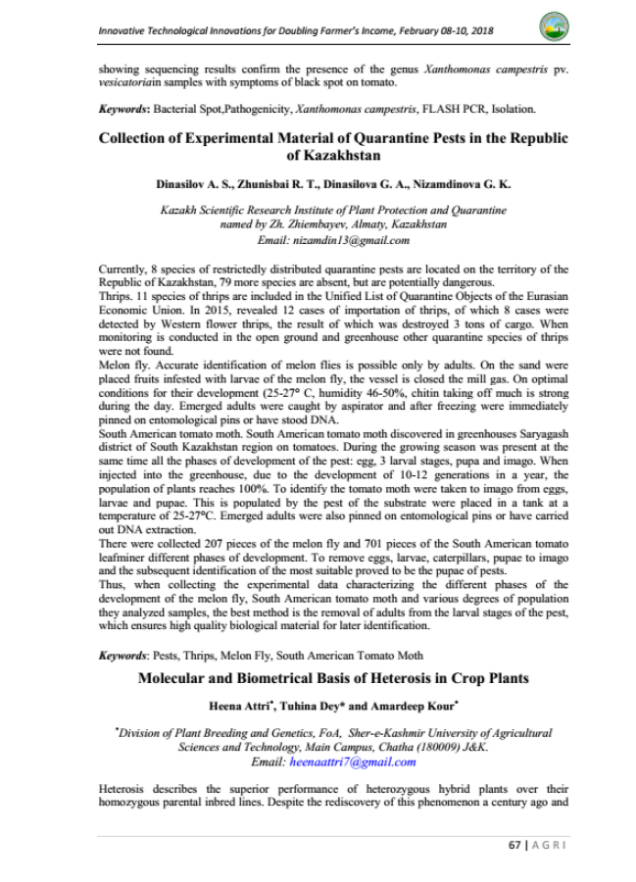 Innovative Technological Innovations for Doubling Farmer's Income, February 08-10, 2018
showing sequencing results confirm the presence of the genus Xanthomonas campestris pv.
vesicatoriain samples with symptoms of black spot on tomato.
Keywords: Bacterial Spot,Pathogenicity, Xanthomonas campestris, FLASH PCR, Isolation.
Collection of Experimental Material of Quarantine Pests in the Republic
of Kazakhstan
Dinasilov A. S., Zhunisbai R. T., Dinasilova G. A., Nizamdinova G. K.
Kazakh Scientific Research Institute of Plant Protection and Quarantine
named by Zh. Zhiembayev, Almaty, Kazakhstan
Email: nizamdin13@gmail.com
Currently, 8 species of restrictedly distributed quarantine pests are located on the territory of the
Republic of Kazakhstan, 79 more species are absent, but are potentially dangerous.
Thrips. 11 species of thrips are included in the Unified List of Quarantine Objects of the Eurasian
Economic Union. In 2015, revealed 12 cases of importation of thrips, of which 8 cases were
detected by Western flower thrips, the result of which was destroyed 3 tons of cargo. When
monitoring is conducted in the open ground and greenhouse other quarantine species of thrips
were not found.
Melon fly. Accurate identification of melon flies is possible only by adults. On the sand were
placed fruits infested with larvae of the melon fly, the vessel is closed the mill gas. On optimal
conditions for their development (25-27° C, humidity 46-50%, chitin taking off much is strong
during the day. Emerged adults were caught by aspirator and after freezing were immediately
pinned on entomological pins or have stood DNA.
South American tomato moth. South American tomato moth discovered in greenhouses Saryagash
district of South Kazakhstan region on tomatoes. During the growing season was present at the
same time all the phases of development of the pest: egg, 3 larval stages, pupa and imago. When
injected into the greenhouse, due to the development of 10-12 generations in a year, the
population of plants reaches 100%. To identify the tomato moth were taken to imago from eggs,
larvae and pupae. This is populated by the pest of the substrate were placed in a tank at a
temperature of 25-27°C. Emerged adults were also pinned on entomological pins or have carried
out DNA extraction.
There were collected 207 pieces of the melon fly and 701 pieces of the South American tomato
leafminer different phases of development. To remove eggs, larvae, caterpillars, pupae to imago
and the subsequent identification of the most suitable proved to be the pupae of pests.
Thus, when collecting the experimental data characterizing the different phases of the
development of the melon fly, South American tomato moth and various degrees of population
they analyzed samples, the best method is the removal of adults from the larval stages of the pest,
which ensures high quality biological material for later identification.
Keywords: Pests, Thrips, Melon Fly, South American Tomato Moth
Molecular and Biometrical Basis of Heterosis in Crop Plants
Heena Attri*, Tuhina Dey* and Amardeep Kour*
*Division of Plant Breeding and Genetics, FoA, Sher-e-Kashmir University of Agricultural
Sciences and Technology, Main Campus, Chatha (180009) J&K.
Email: heenaattri7@gmail.com
Heterosis describes the superior performance of heterozygous hybrid plants over their
homozygous parental inbred lines. Despite the rediscovery of this phenomenon a century ago and
67 | A G R I